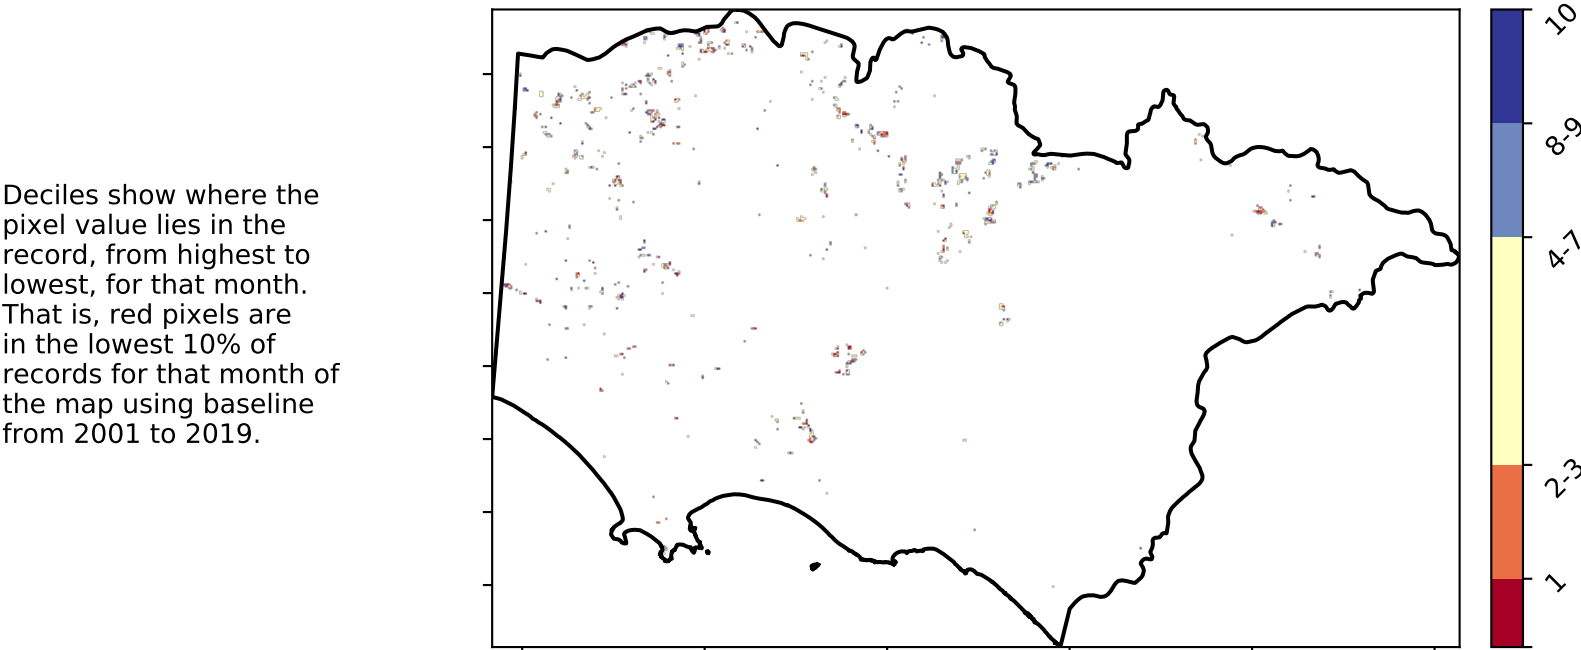 Deciles show where the
pixel value lies in the
record, from highest to
lowest, for that month.
That is, red pixels are
in the lowest 10% of
records for that month of
the map using baseline
from 2001 to 2019.
10
8-9
4-7
2-3
1